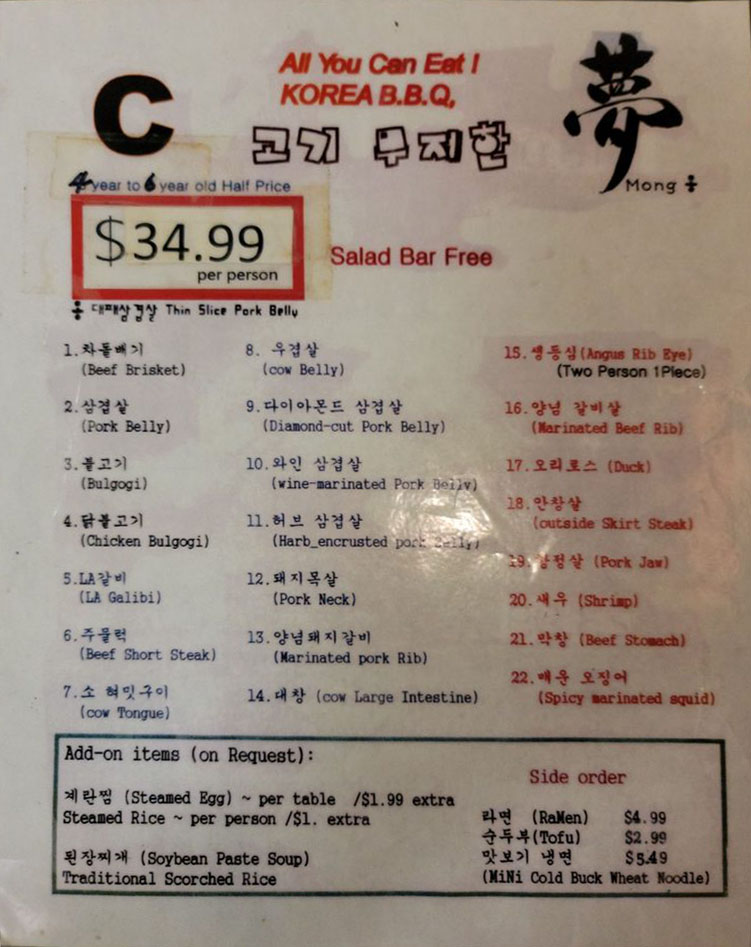 C
All You Can Eat !
KOREA B.B.Q,
고기 무지한
夢
Mong
4 year to 6 year old Half Price
$34.99
per person
Salad Bar Free
대패삼겹살 Thin Slice Pork Belly
1.차돌배기
(Beef Brisket)
2.삼겹살
(Pork Belly)
3.불고기
(Bulgogi)
4.닭불고기
(Chicken Bulgogi)
5.LA갈비
(LA Galibi)
6.주물럭
(Beef Short Steak)
7.소 혀밋구이
(cow Tongue)
8. 우겹살
(cow Belly)
9.다이아몬드 삼겹살
(Diamond-cut Pork Belly)
10.와인 삼겹살
(wine-marinated Pork Belly)
11.허브 삼겹살
(Harb_encrusted pork Belly)
12.돼지목살
(Pork Neck)
13.양념돼지갈비
(Marinated pork Rib)
14.대창 (cow Large Intestine)
15.생등심(Angus Rib Eye)
(Two Person 1Piece)
16.양념 갈비살
(Marinated Beef Rib)
17.오리로스 (Duck)
18.안창살
(outside Skirt Steak)
19.항정살 (Pork Jaw)
20.새우 (Shrimp)
21.막창 (Beef Stomach)
22.매운 오징어
(Spicy marinated squid)
Add-on items (on Request):
계란찜 (Steamed Egg) ~ per table /$1.99 extra
Steamed Rice ~ per person /$1. extra
된장찌개 (Soybean Paste Soup)
Traditional Scorched Rice
Side order
라면 (RaMen) $4.99
순두부(Tofu) $2.99
맛보기 냉면 $5.49
(MiNi Cold Buck Wheat Noodle)